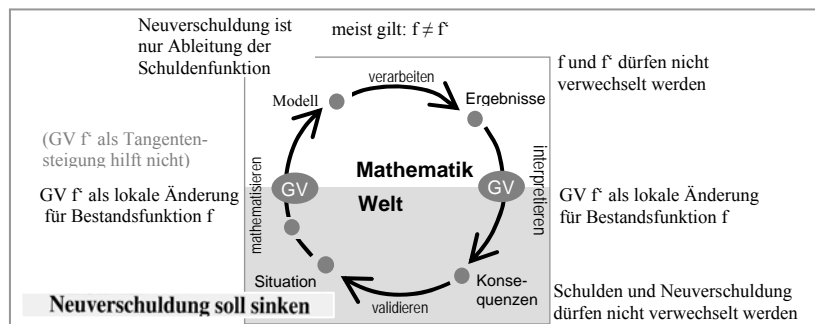 Neuverschuldung ist
nur Ableitung der
Schuldenfunktion
meist gilt: f ≠ f‘
f und f‘ dürfen nicht
verwechselt werden
verarbeiten
Modell
Ergebnisse
(GV f‘ als Tangenten-
steigung hilft nicht)
mathematisieren
interpretieren
Mathematik
GV
GV
Welt
GV f‘ als lokale Änderung
für Bestandsfunktion f
GV f‘ als lokale Änderung
für Bestandsfunktion f
Situation
Konse-
quenzen
validieren
Neuverschuldung soll sinken
Schulden und Neuverschuldung
dürfen nicht verwechselt werden